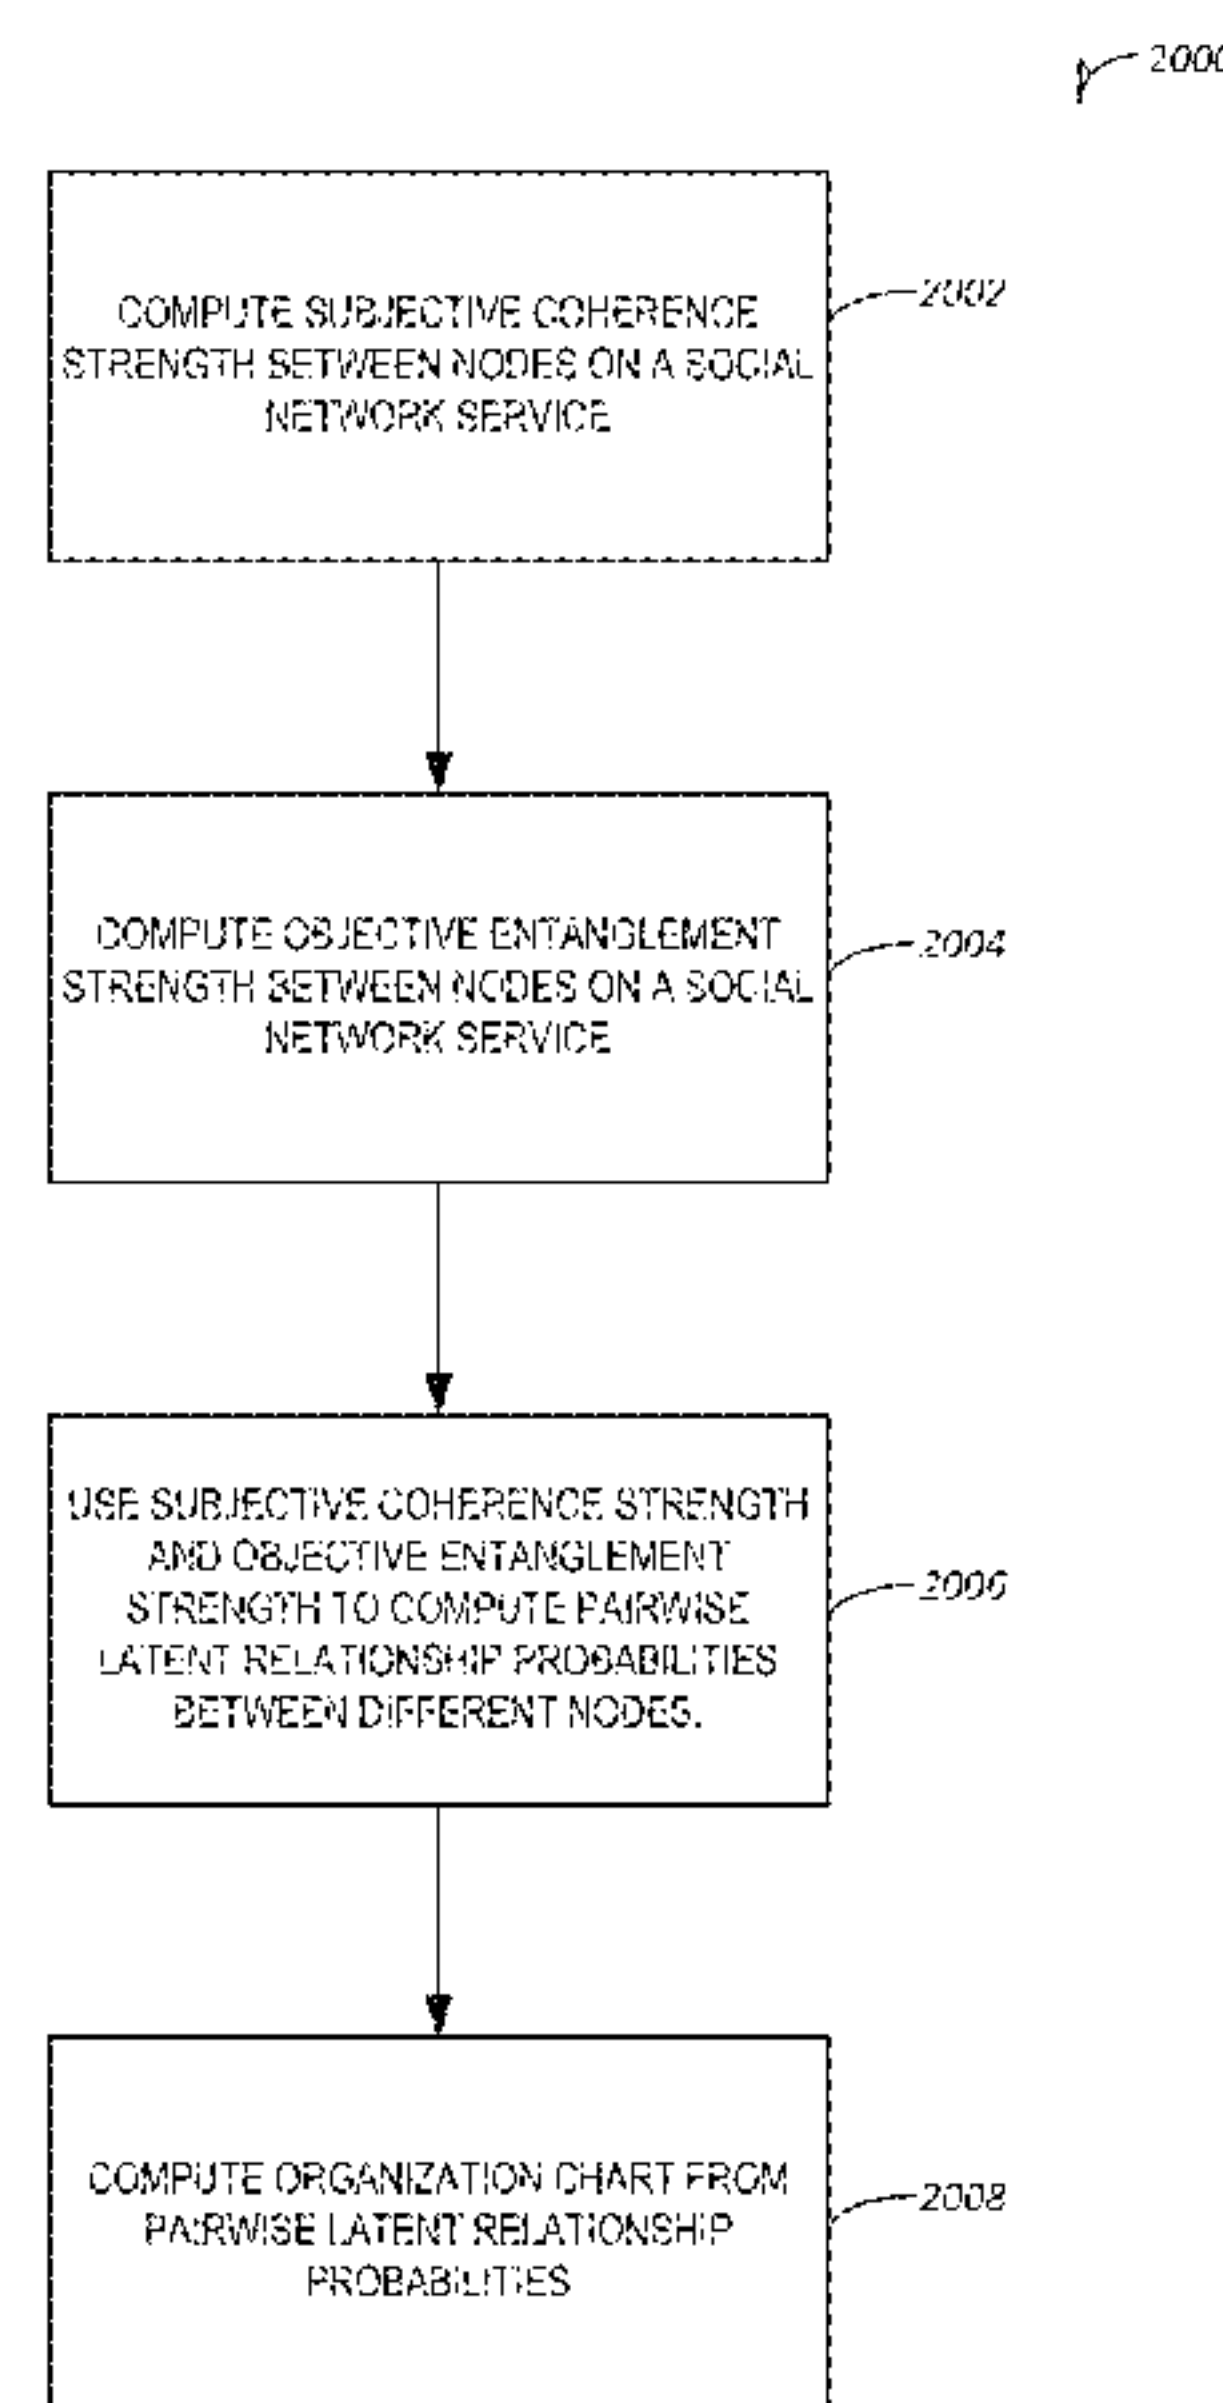 2000
COMPUTE SUBJECTIVE COHERENCE
STRENGTH BETWEEN NODES ON A SOCIAL
NETWORK SERVICE
2002
COMPUTE OBJECTIVE ENTANGLEMENT
STRENGTH BETWEEN NODES ON A SOCIAL
NETWORK SERVICE
2004
USE SUBJECTIVE COHERENCE STRENGTH
AND OBJECTIVE ENTANGLEMENT
STRENGTH TO COMPUTE PAIRWISE
LATENT RELATIONSHIP PROBABILITIES
BETWEEN DIFFERENT NODES.
2006
COMPUTE ORGANIZATION CHART FROM
PAIRWISE LATENT RELATIONSHIP
PROBABILITIES
2008